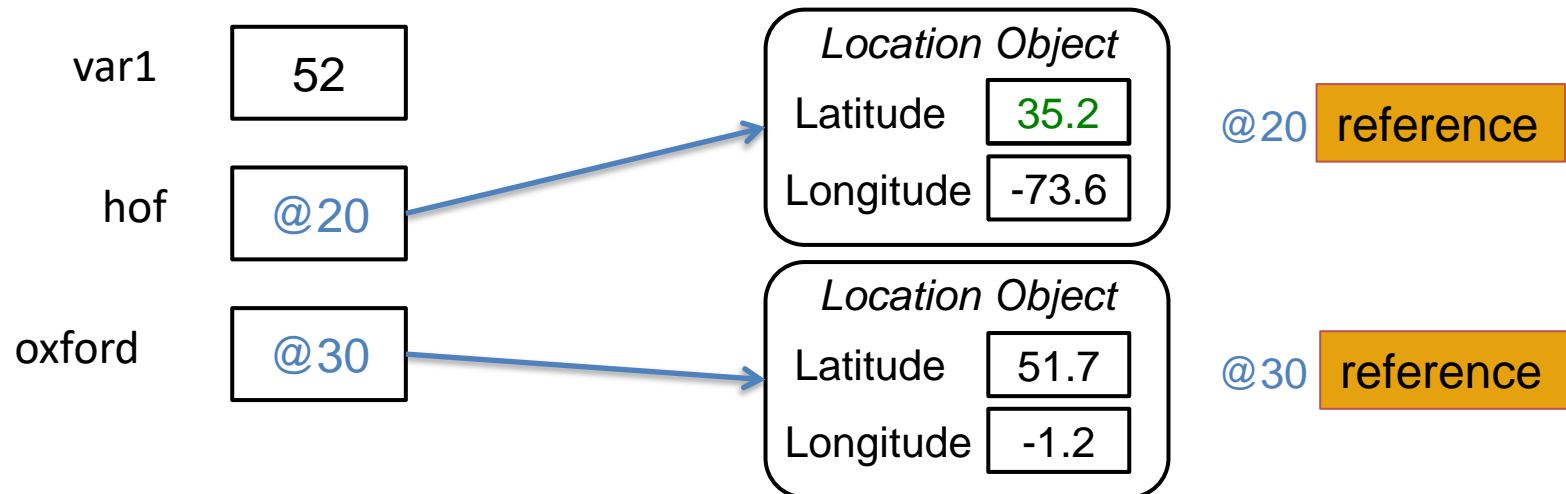 var1 52
hof @20
oxford @30
Location Object
Latitude 35.2
Longitude -73.6
@20 reference
Location Object
Latitude 51.7
Longitude -1.2
@30 reference